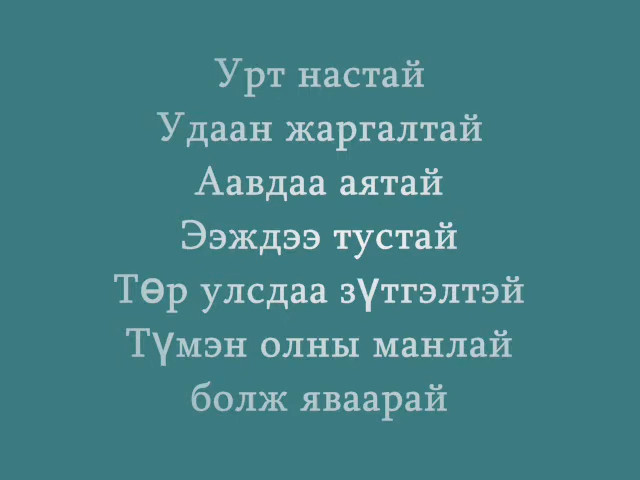 Урт настай
Удаан жаргалтай
Аавдаа аятай
Ээждээ тустай
Төр улсдаа зүтгэлтэй
Түмэн олны манлай
болж яваарай